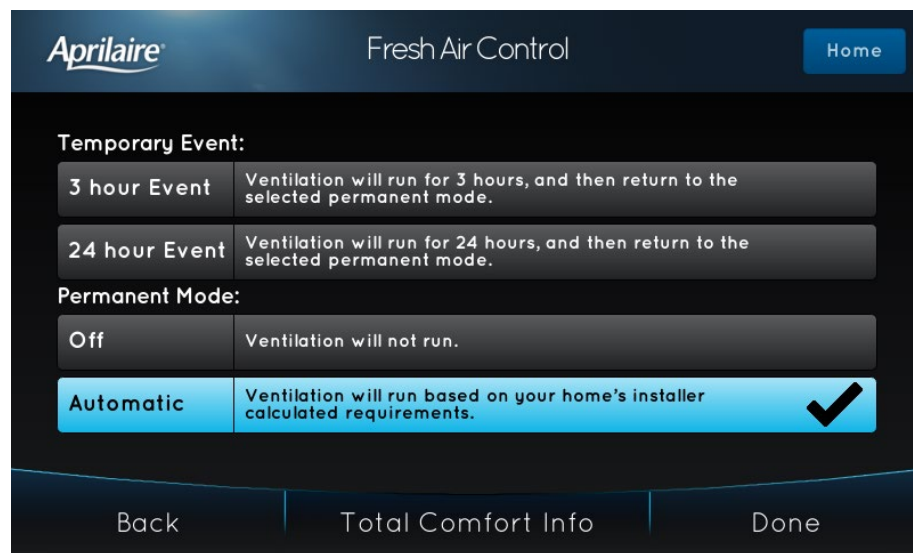 Aprilaire
Fresh Air Control
Home
Temporary Event:
3 hour Event
Ventilation will run for 3 hours, and then return to the
selected permanent mode.
24 hour Event
Ventilation will run for 24 hours, and then return to the
selected permanent mode.
Permanent Mode:
Off
Ventilation will not run.
Automatic
Ventilation will run based on your home's installer
calculated requirements.
Back
Total Comfort Info
Done